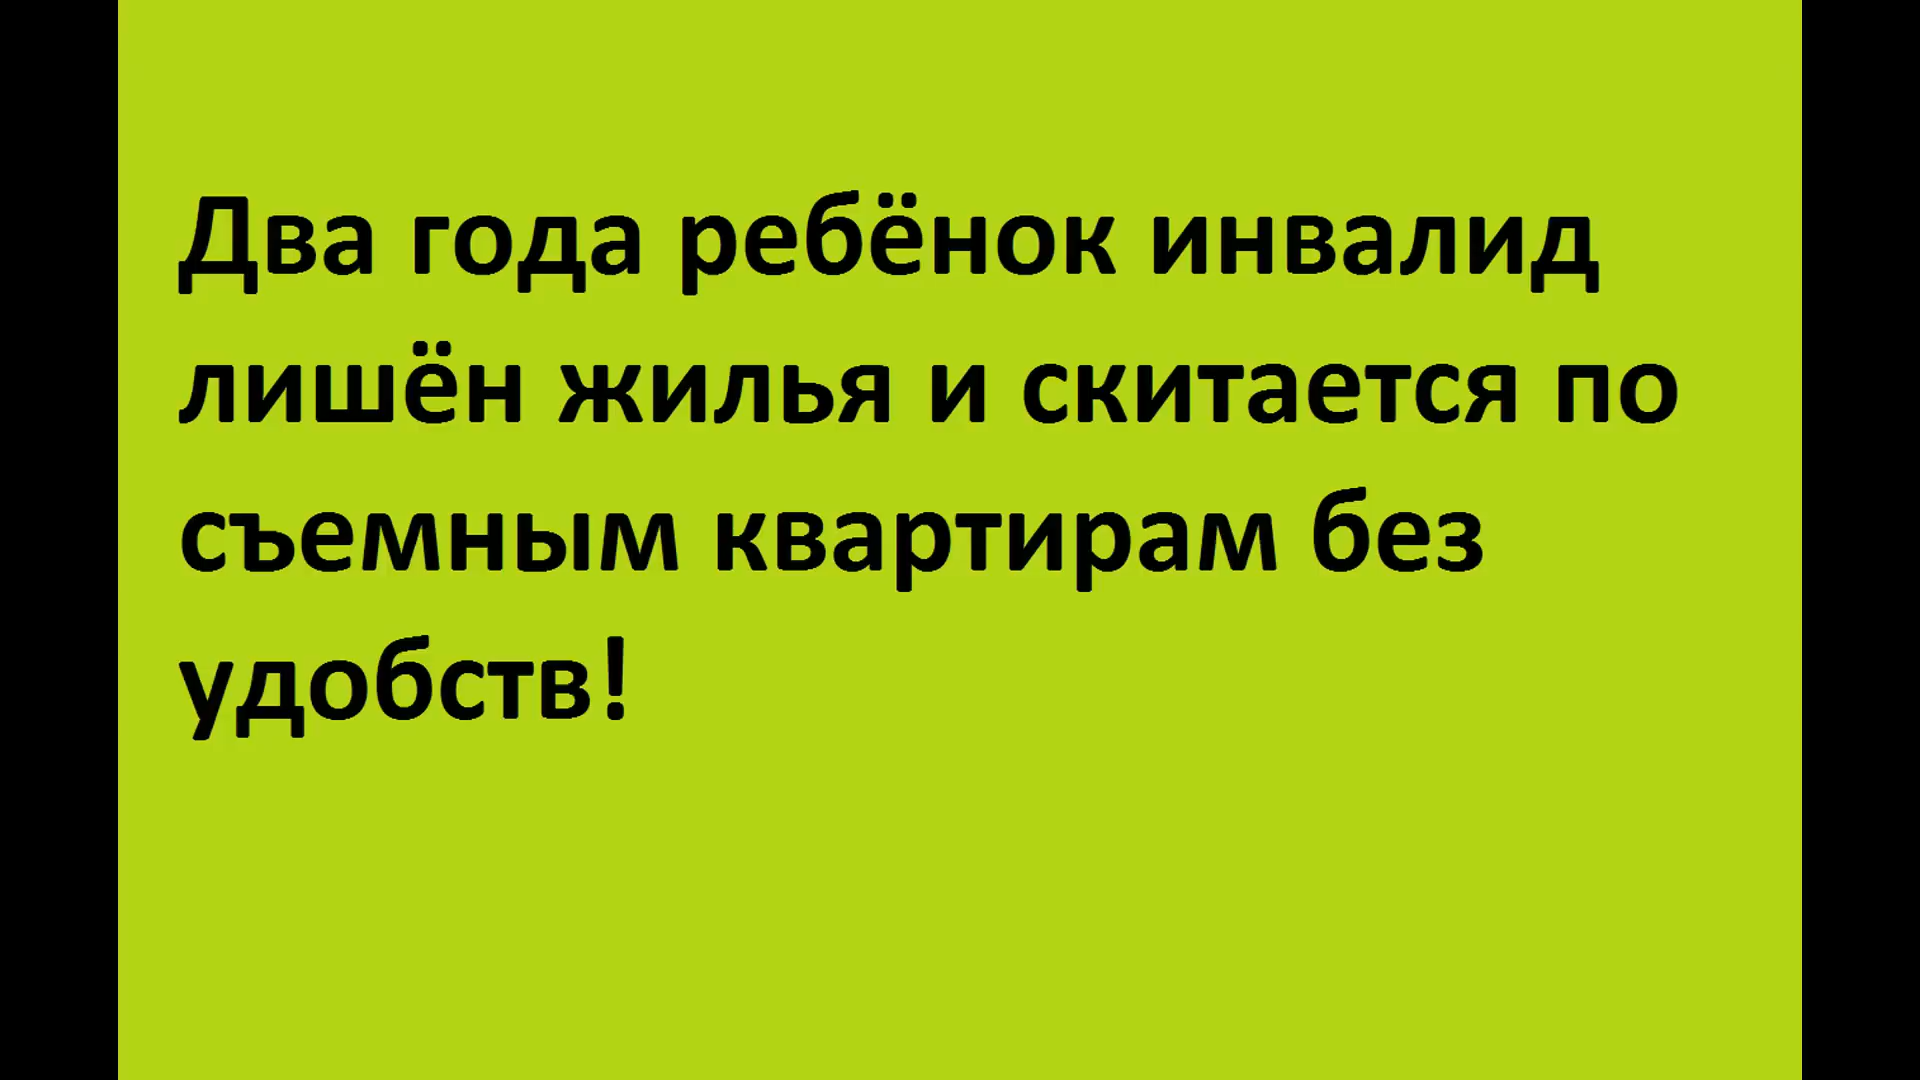 Два года ребёнок инвалид
лишён жилья и скитается по
съемным квартирам без
удобств!